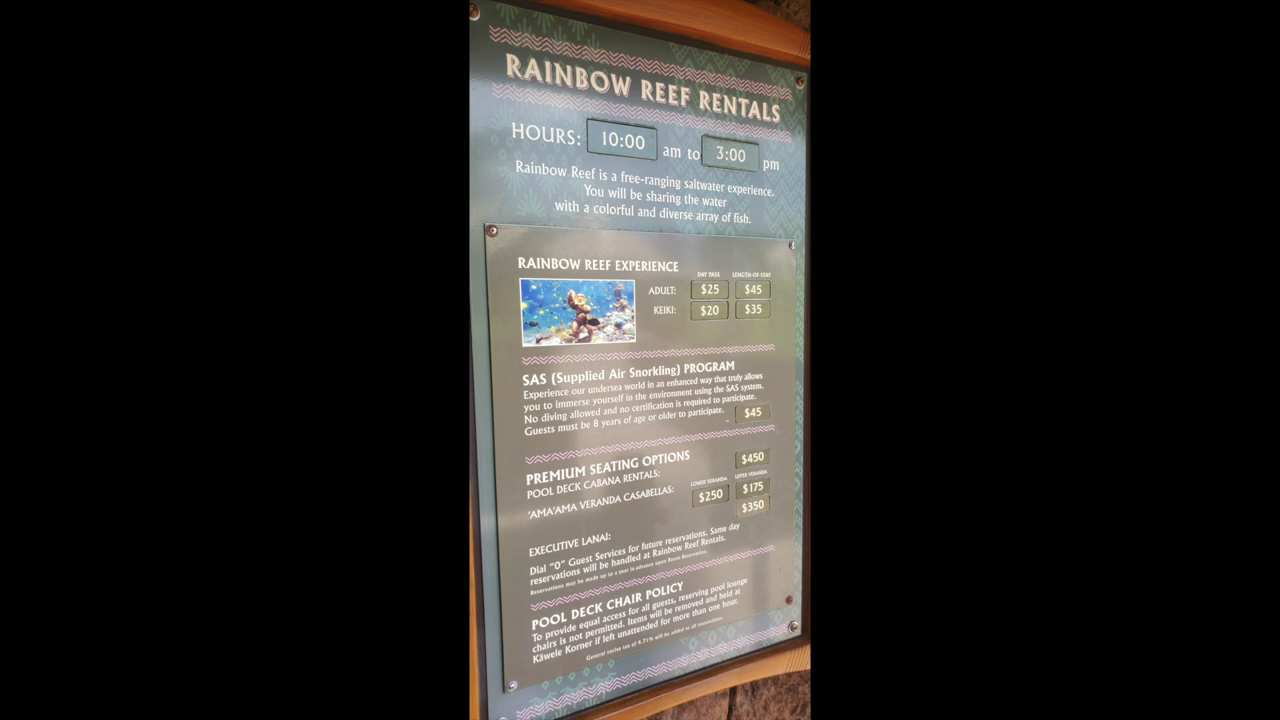 RAINBOW REEF RENTALS
HOURS: 10:00 am to 3:00 pm
Rainbow Reef is a free-ranging saltwater experience.
You will be sharing the water
with a colorful and diverse array of fish.
RAINBOW REEF EXPERIENCE
DAY PASS LENGTH-OF-STAY
ADULT: $25 $45
KEIKI: $20 $35
SAS (Supplied Air Snorkling) PROGRAM
Experience our undersea world in an enhanced way that truly allows
you to immerse yourself in the environment using the SAS system.
No diving allowed and no certification is required to participate.
Guests must be 8 years of age or older to participate. $45
PREMIUM SEATING OPTIONS
POOL DECK CABANA RENTALS: $450
LOWER VERANDA UPPER VERANDA
'AMA'AMA VERANDA CASABELLAS: $250 $175
EXECUTIVE LANAI: $350
Dial "0" Guest Services for future reservations. Same day
reservations will be handled at Rainbow Reef Rentals.
Reservations may be made up to a year in advance upon Room Reservation.
POOL DECK CHAIR POLICY
To provide equal access for all guests, reserving pool lounge
chairs is not permitted. Items will be removed and held at
Kāwele Korner if left unattended for more than one hour.
General excise tax of 4.71% will be added to all transactions.